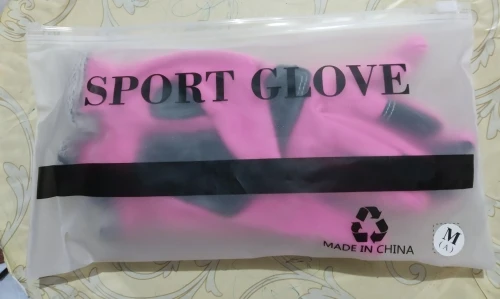 SPORT GLOVE
MADE IN CHINA
M
(A)